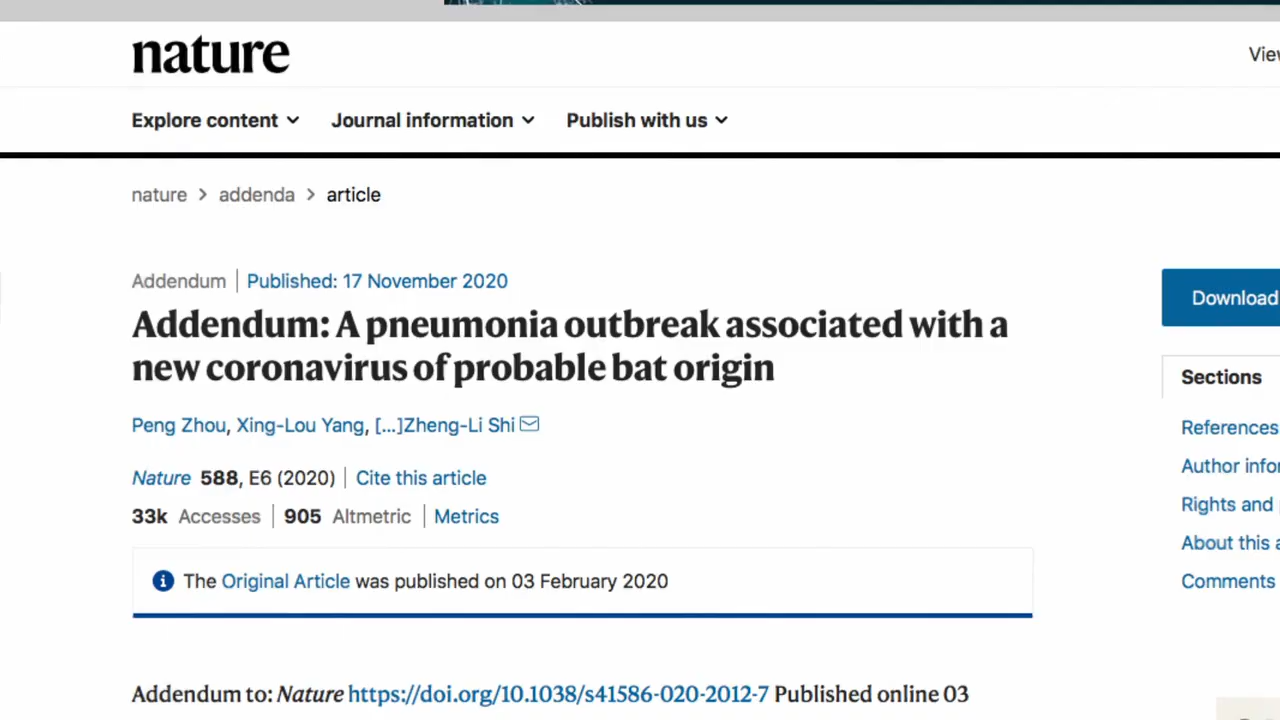 nature
Explore content Journal information Publish with us
nature > addenda > article
Addendum | Published: 17 November 2020
Addendum: A pneumonia outbreak associated with a
new coronavirus of probable bat origin
Peng Zhou, Xing-Lou Yang, [...]Zheng-Li Shi
Nature 588, E6 (2020) | Cite this article
33k Accesses | 905 Altmetric | Metrics
The Original Article was published on 03 February 2020
Addendum to: Nature https://doi.org/10.1038/s41586-020-2012-7 Published online 03
Download
Sections
References
Rights and
About this
Comments